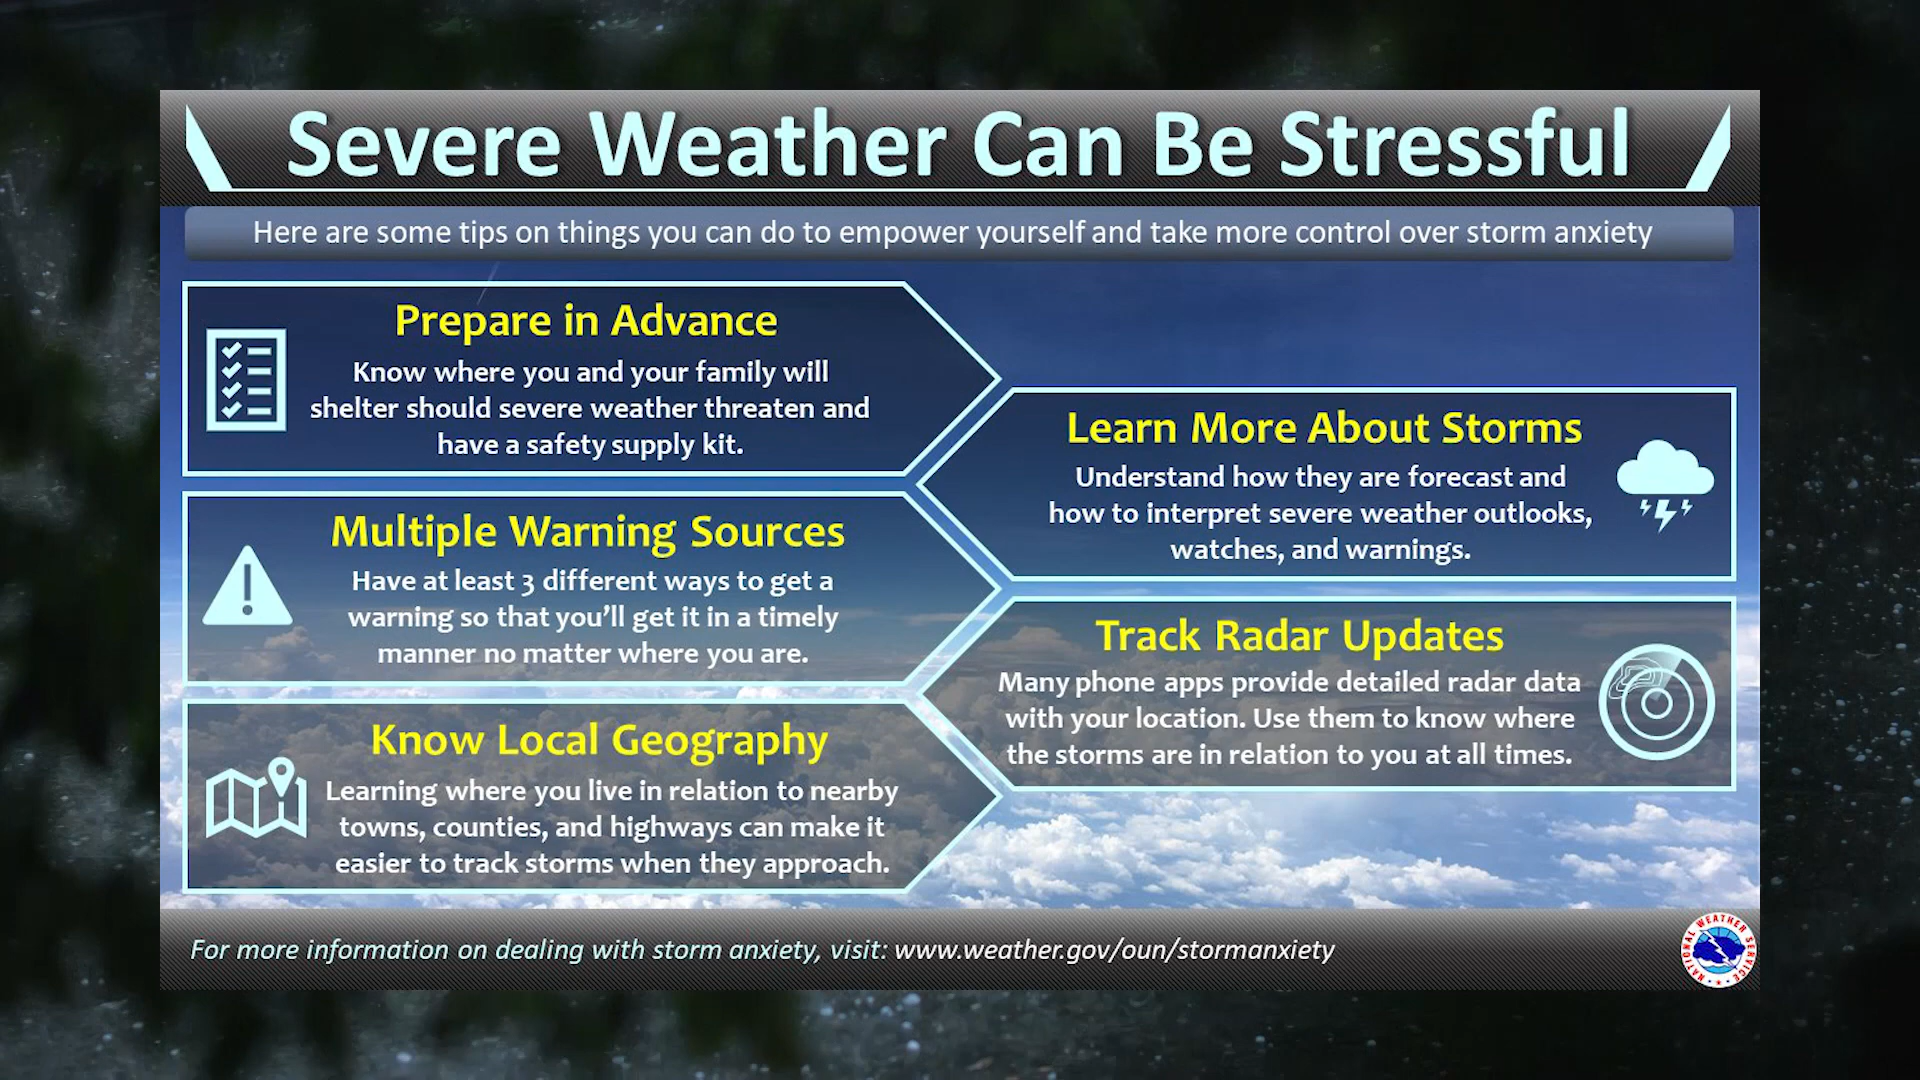 Severe Weather Can Be Stressful
Here are some tips on things you can do to empower yourself and take more control over storm anxiety
Prepare in Advance
Know where you and your family will
shelter should severe weather threaten and
have a safety supply kit.
Learn More About Storms
Understand how they are forecast and
how to interpret severe weather outlooks,
watches, and warnings.
Multiple Warning Sources
Have at least 3 different ways to get a
warning so that you’ll get it in a timely
manner no matter where you are.
Track Radar Updates
Many phone apps provide detailed radar data
with your location. Use them to know where
the storms are in relation to you at all times.
Know Local Geography
Learning where you live in relation to nearby
towns, counties, and highways can make it
easier to track storms when they approach.
For more information on dealing with storm anxiety, visit: www.weather.gov/oun/stormanxiety
NATIONAL WEATHER SERVICE